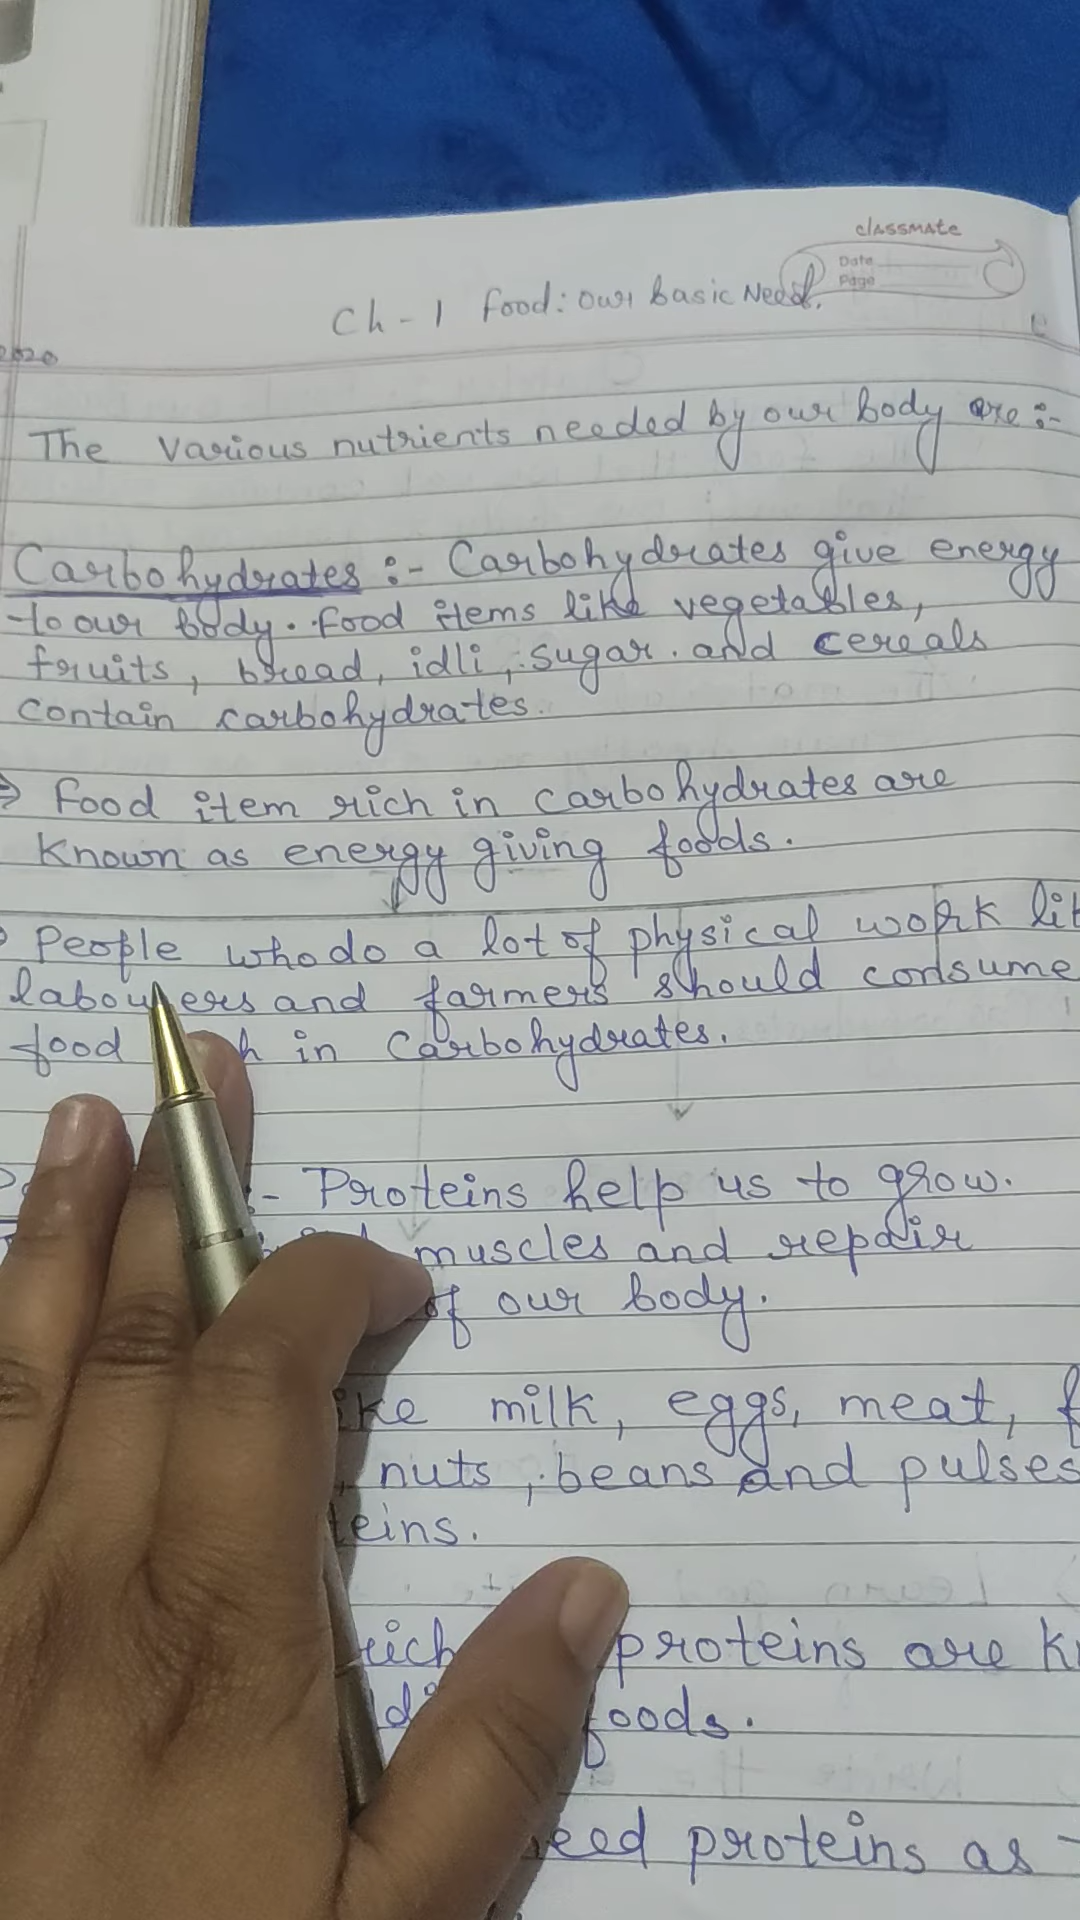 classmate
Date
Page
Ch - 1 Food: Our Basic Need.
2020
The various nutrients needed by our body are :-
Carbohydrates :- Carbohydrates give energy
to our body. Food items like vegetables,
fruits, bread, idli, sugar. and cereals
contain carbohydrates.
⇒ Food item rich in carbohydrates are
known as energy giving foods.
People who do a lot of physical work
labourers and farmers should consume
food in Carbohydrates.
:- Proteins help us to grow.
muscles and repair
of our body.
milk, eggs, meat,
, nuts, beans and pulses
proteins are
foods.
proteins as